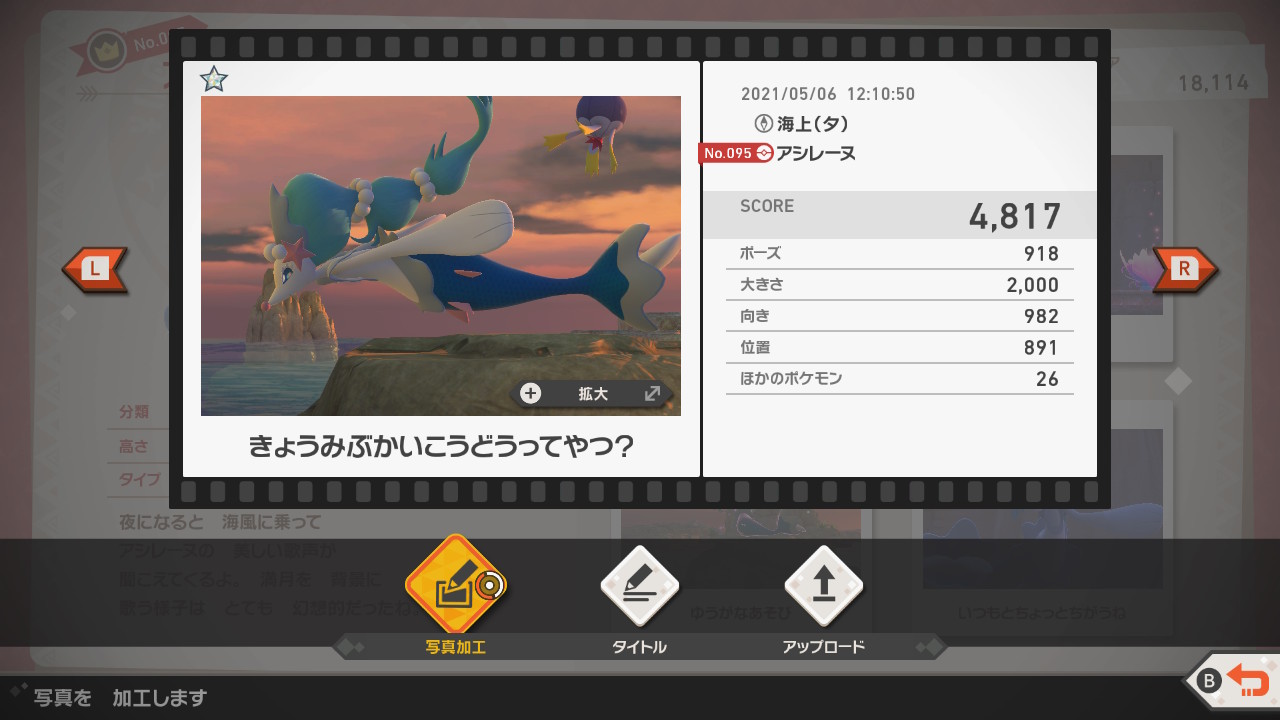 No.0
18,114
2021/05/06 12:10:50
海上(夕)
No.095 アシレーヌ
SCORE 4,817
ポーズ 918
大きさ 2,000
向き 982
位置 891
ほかのポケモン 26
拡大
きょうみぶかいこうどうってやつ?
L
R
分類
高さ
タイプ
夜になると 海風に乗って
アシレーヌの 美しい歌声が
聞こえてくるよ。 満月を 背景に
歌う様子は とても 幻想的だったね
ゆうがなあそび
いつもとちょっとちがうね
写真加工
タイトル
アップロード
写真を 加工します
B